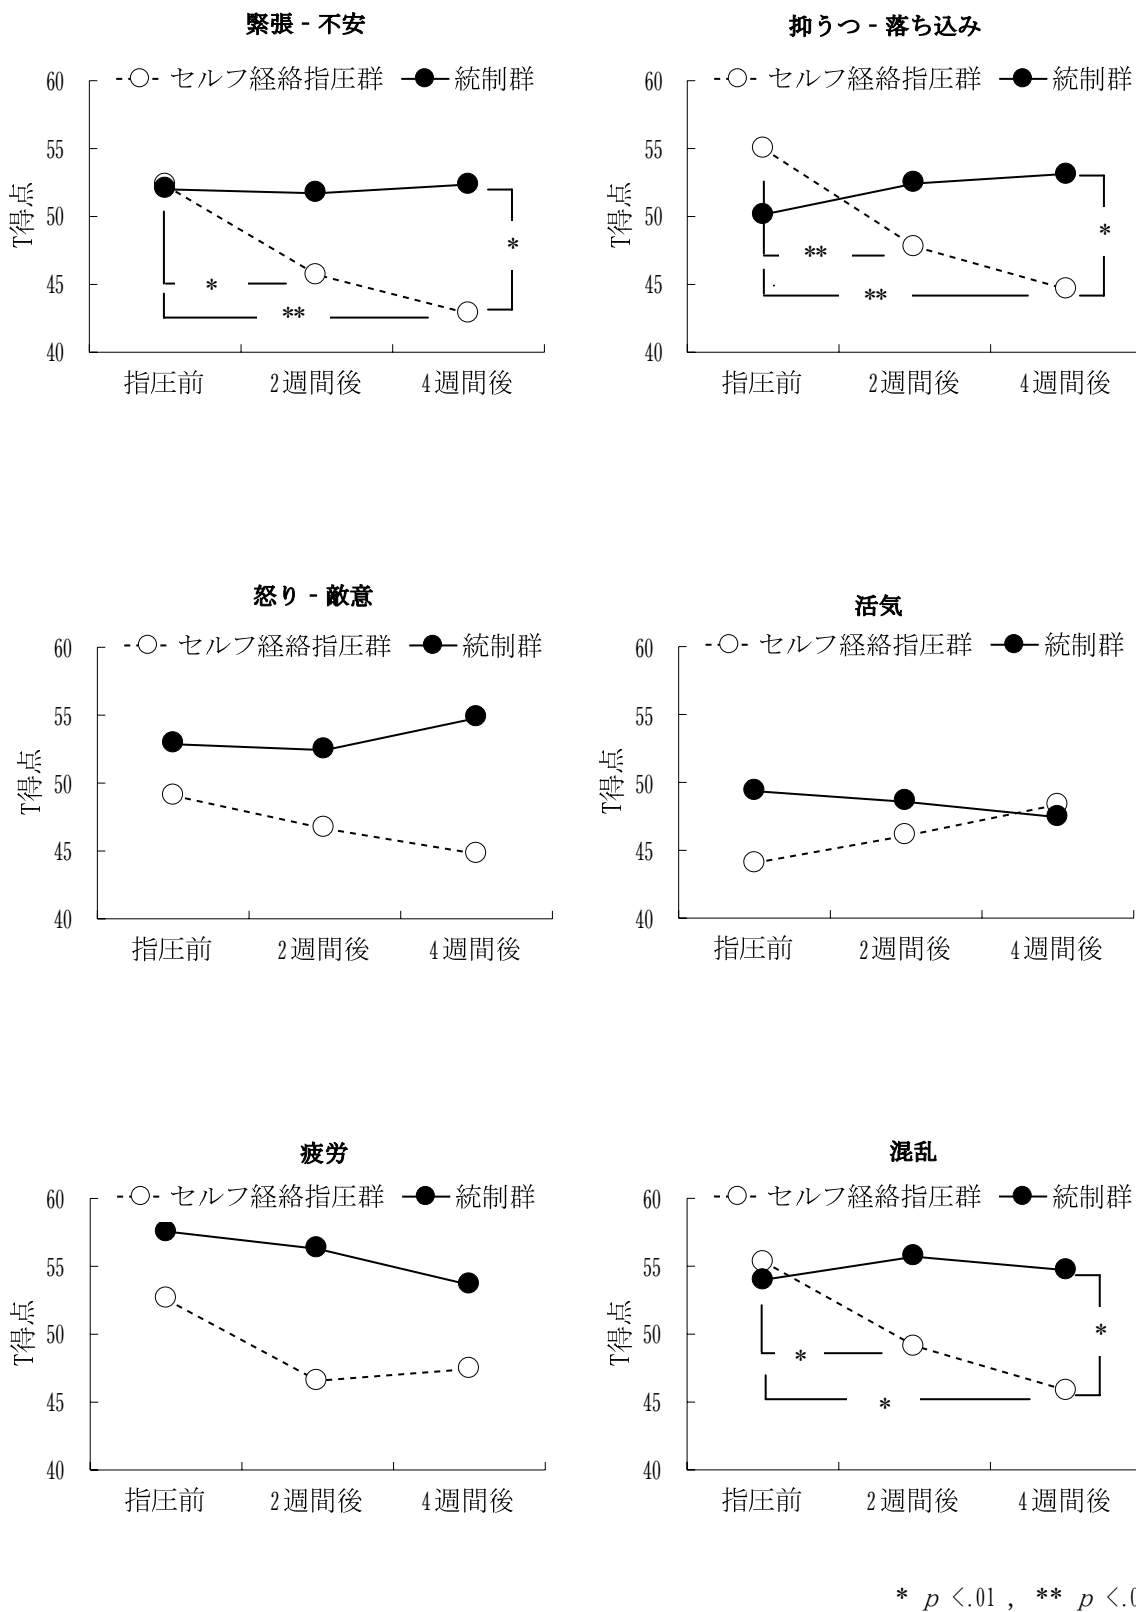 緊張 - 不安
セルフ経絡指圧群 統制群
60
55
50
45
40
T得点
*
*
**
指圧前 2週間後 4週間後
抑うつ - 落ち込み
セルフ経絡指圧群 統制群
60
55
50
45
40
T得点
*
**
**
指圧前 2週間後 4週間後
怒り - 敵意
セルフ経絡指圧群 統制群
60
55
50
45
40
T得点
指圧前 2週間後 4週間後
活気
セルフ経絡指圧群 統制群
60
55
50
45
40
T得点
指圧前 2週間後 4週間後
疲労
セルフ経絡指圧群 統制群
60
55
50
45
40
T得点
指圧前 2週間後 4週間後
混乱
セルフ経絡指圧群 統制群
60
55
50
45
40
T得点
*
*
*
指圧前 2週間後 4週間後
* p <.01 , ** p <.